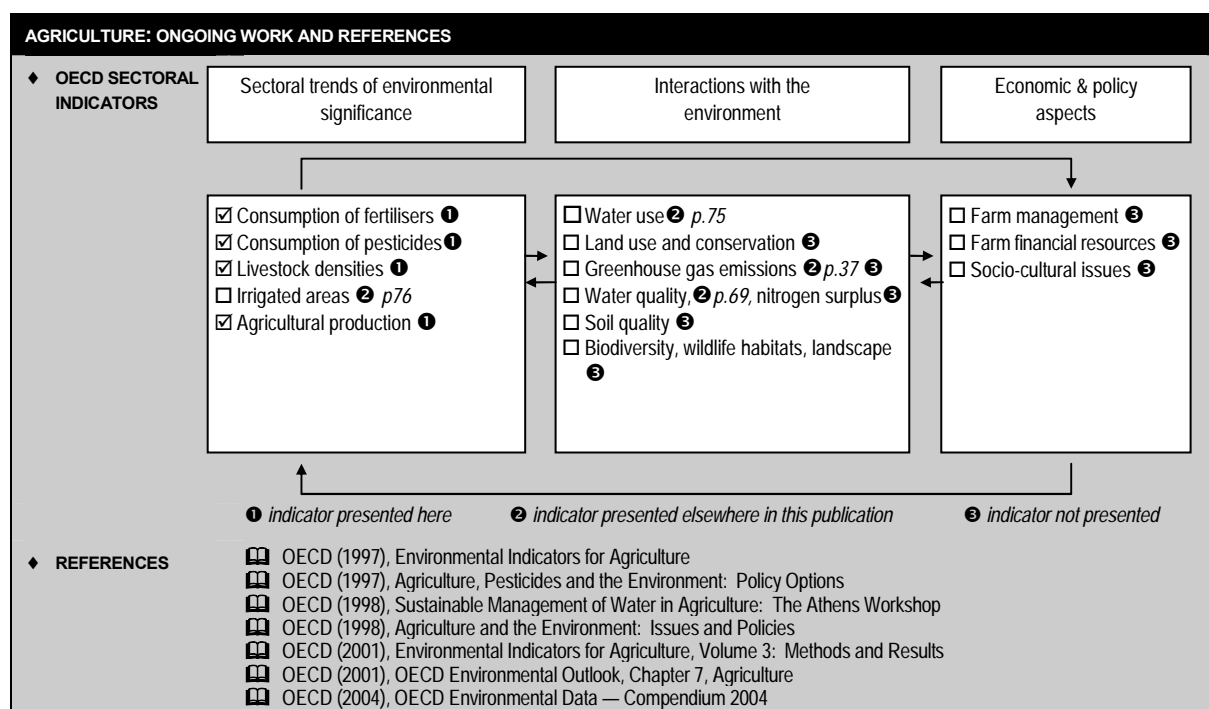 AGRICULTURE: ONGOING WORK AND REFERENCES
♦ OECD SECTORAL
INDICATORS
Sectoral trends of environmental
significance
Interactions with the
environment
Economic & policy
aspects
☑ Consumption of fertilisers ❶
☑ Consumption of pesticides❶
☑ Livestock densities ❶
☐ Irrigated areas ❷ p76
☑ Agricultural production ❶
☐ Water use❷ p.75
☐ Land use and conservation ❸
☐ Greenhouse gas emissions ❷p.37 ❸
☐ Water quality,❷p.69, nitrogen surplus❸
☐ Soil quality ❸
☐ Biodiversity, wildlife habitats, landscape
❸
☐ Farm management ❸
☐ Farm financial resources ❸
☐ Socio-cultural issues ❸
❶ indicator presented here ❷ indicator presented elsewhere in this publication ❸ indicator not presented
♦ REFERENCES
🕮 OECD (1997), Environmental Indicators for Agriculture
🕮 OECD (1997), Agriculture, Pesticides and the Environment: Policy Options
🕮 OECD (1998), Sustainable Management of Water in Agriculture: The Athens Workshop
🕮 OECD (1998), Agriculture and the Environment: Issues and Policies
🕮 OECD (2001), Environmental Indicators for Agriculture, Volume 3: Methods and Results
🕮 OECD (2001), OECD Environmental Outlook, Chapter 7, Agriculture
🕮 OECD (2004), OECD Environmental Data — Compendium 2004